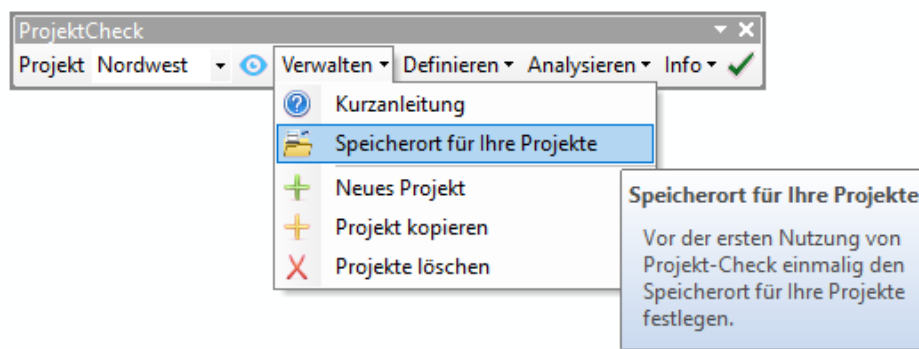 ProjektCheck
Projekt Nordwest Verwalten Definieren Analysieren Info
Kurzanleitung
Speicherort für Ihre Projekte
Neues Projekt
Projekt kopieren
Projekte löschen
Speicherort für Ihre Projekte
Vor der ersten Nutzung von
Projekt-Check einmalig den
Speicherort für Ihre Projekte
festlegen.